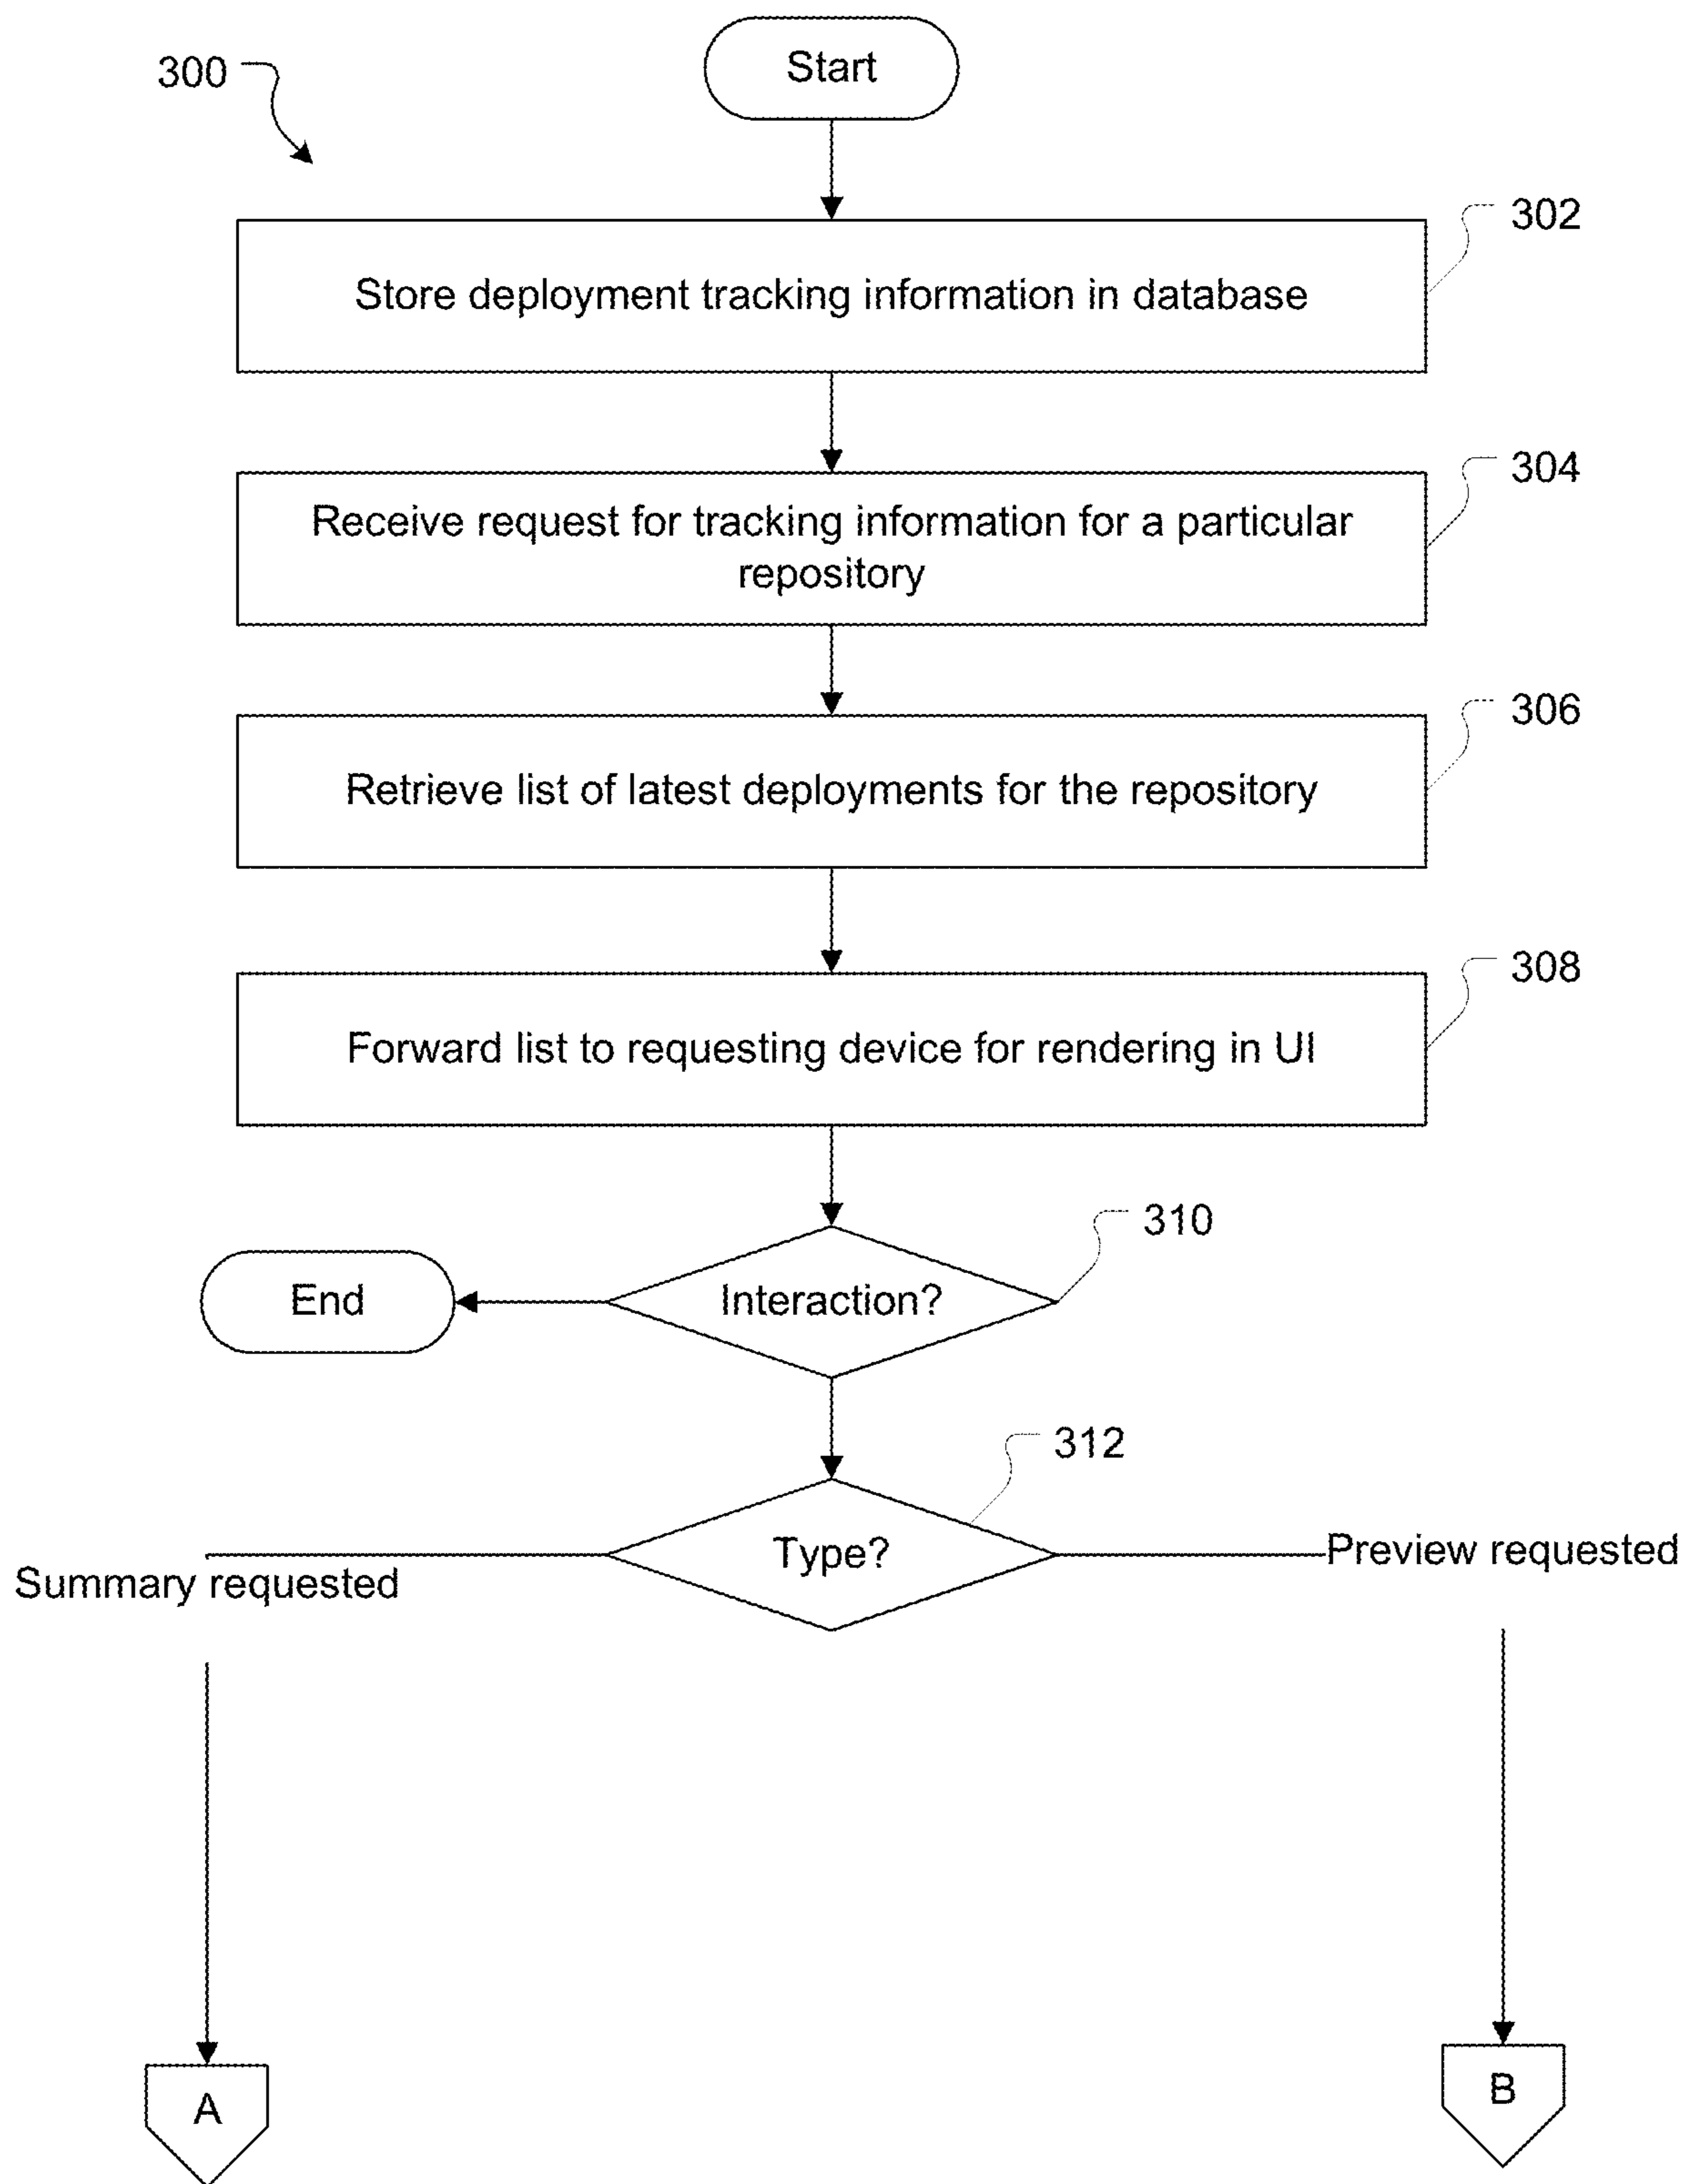 300
Start
302
Store deployment tracking information in database
304
Receive request for tracking information for a particular
repository
306
Retrieve list of latest deployments for the repository
308
Forward list to requesting device for rendering in UI
310
End
Interaction?
312
Type?
Summary requested
Preview requested
A
B